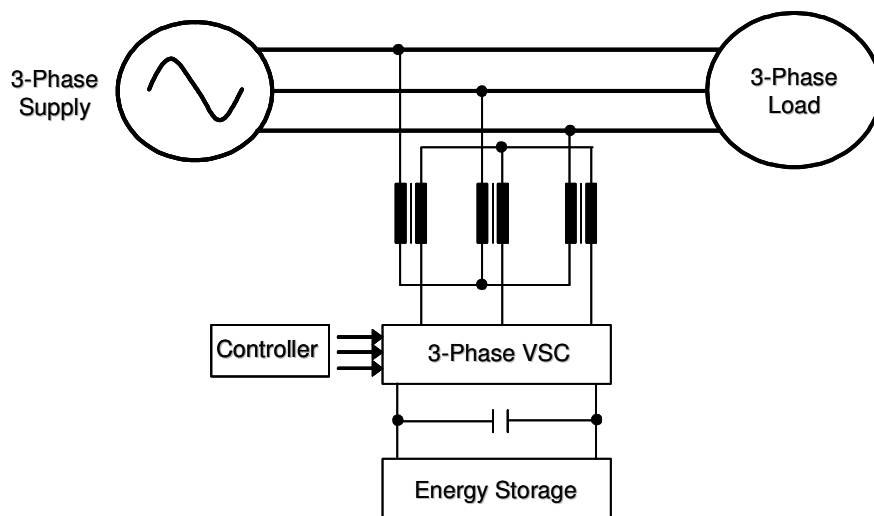 3-Phase
Supply
3-Phase
Load
Controller
3-Phase VSC
Energy Storage